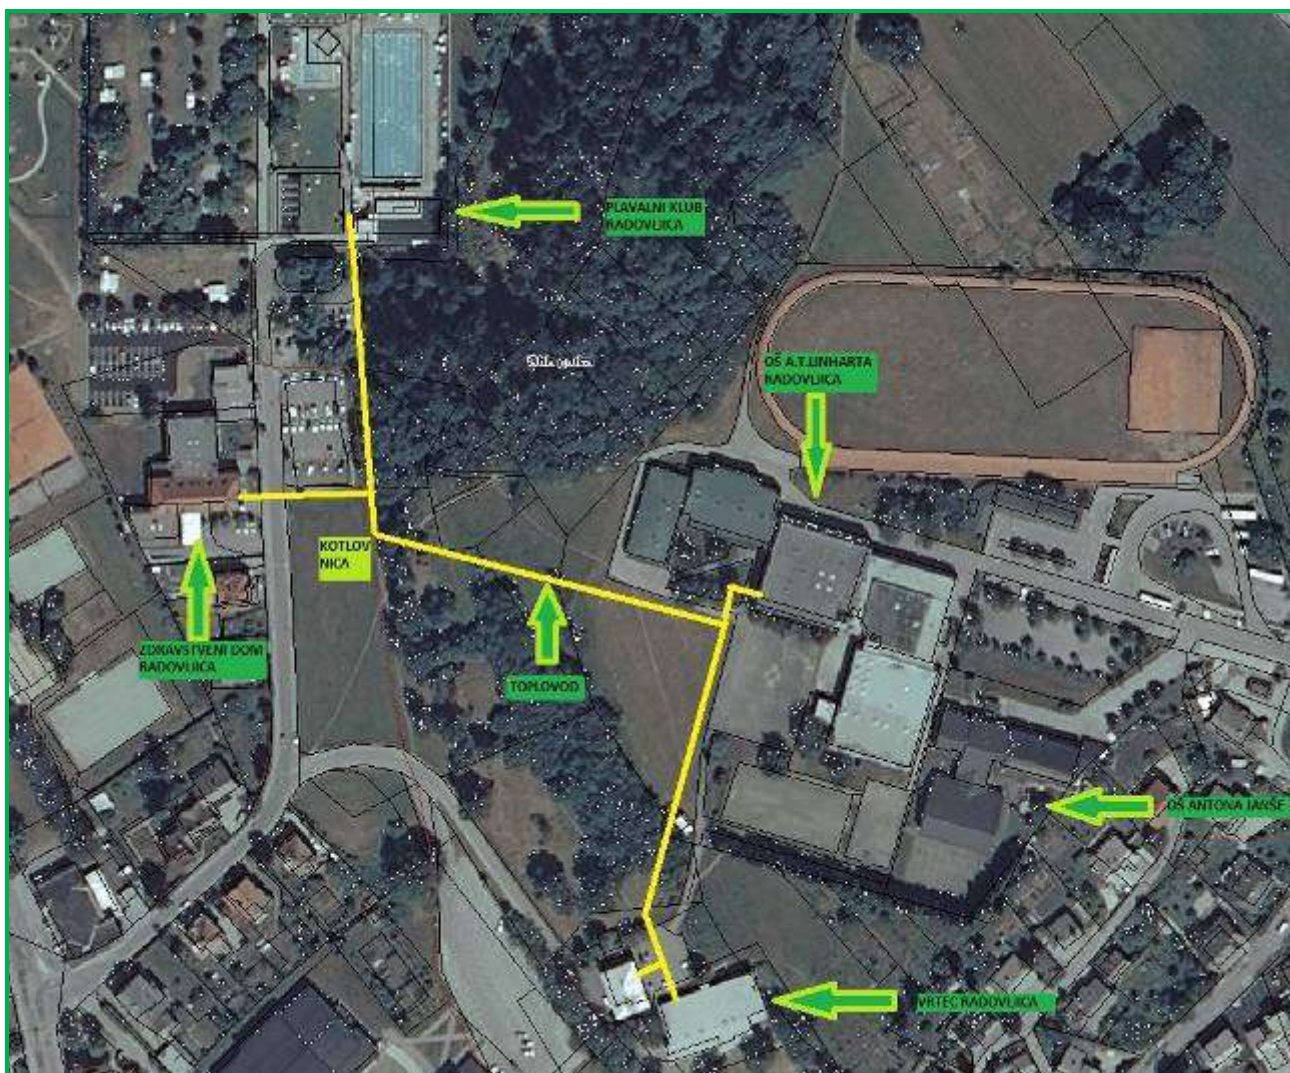 PLAVALNI KLUB
RADOVLJICA
OŠ A.T.LINHARTA
RADOVLJICA
KOTLOV
NICA
ZDRAVSTVENI DOM
RADOVLJICA
TOPLOVOD
OŠ ANTONA JANŠE
VRTEC RADOVLJICA